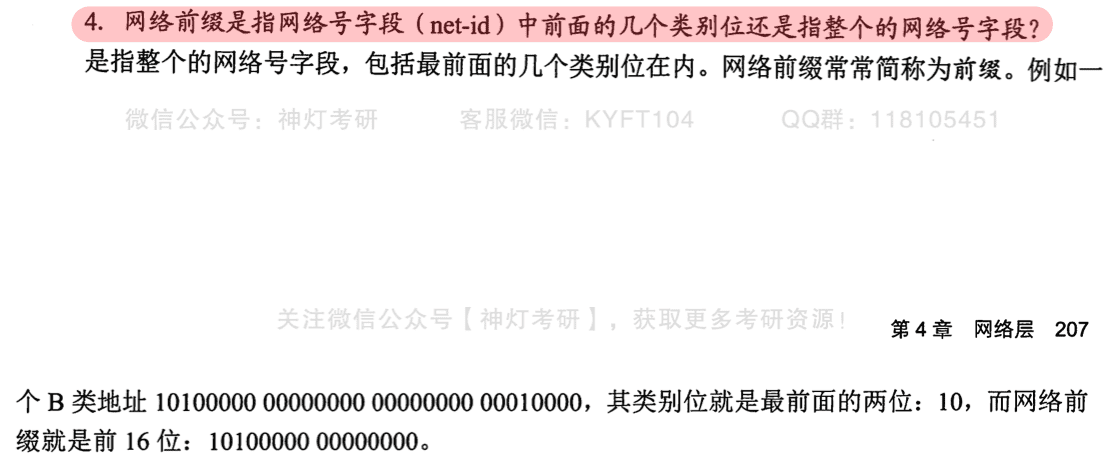 4. 网络前缀是指网络号字段（net-id）中前面的几个类别位还是指整个的网络号字段？
是指整个的网络号字段，包括最前面的几个类别位在内。网络前缀常常简称为前缀。例如一
微信公众号：神灯考研 客服微信：KYFT104 QQ群：118105451
关注微信公众号【神灯考研】，获取更多考研资源！
第 4 章 网络层 207
个 B 类地址 10100000 00000000 00000000 00010000，其类别位就是最前面的两位：10，而网络前
缀就是前 16 位：10100000 00000000。